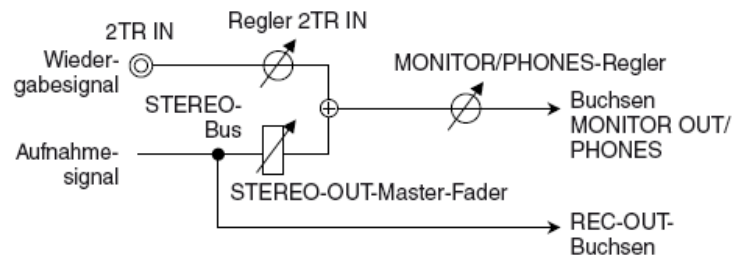 2TR IN
Regler 2TR IN
Wieder-
gabesignal
MONITOR/PHONES-Regler
STEREO-
Bus
Buchsen
MONITOR OUT/
PHONES
Aufnahme-
signal
STEREO-OUT-Master-Fader
REC-OUT-
Buchsen